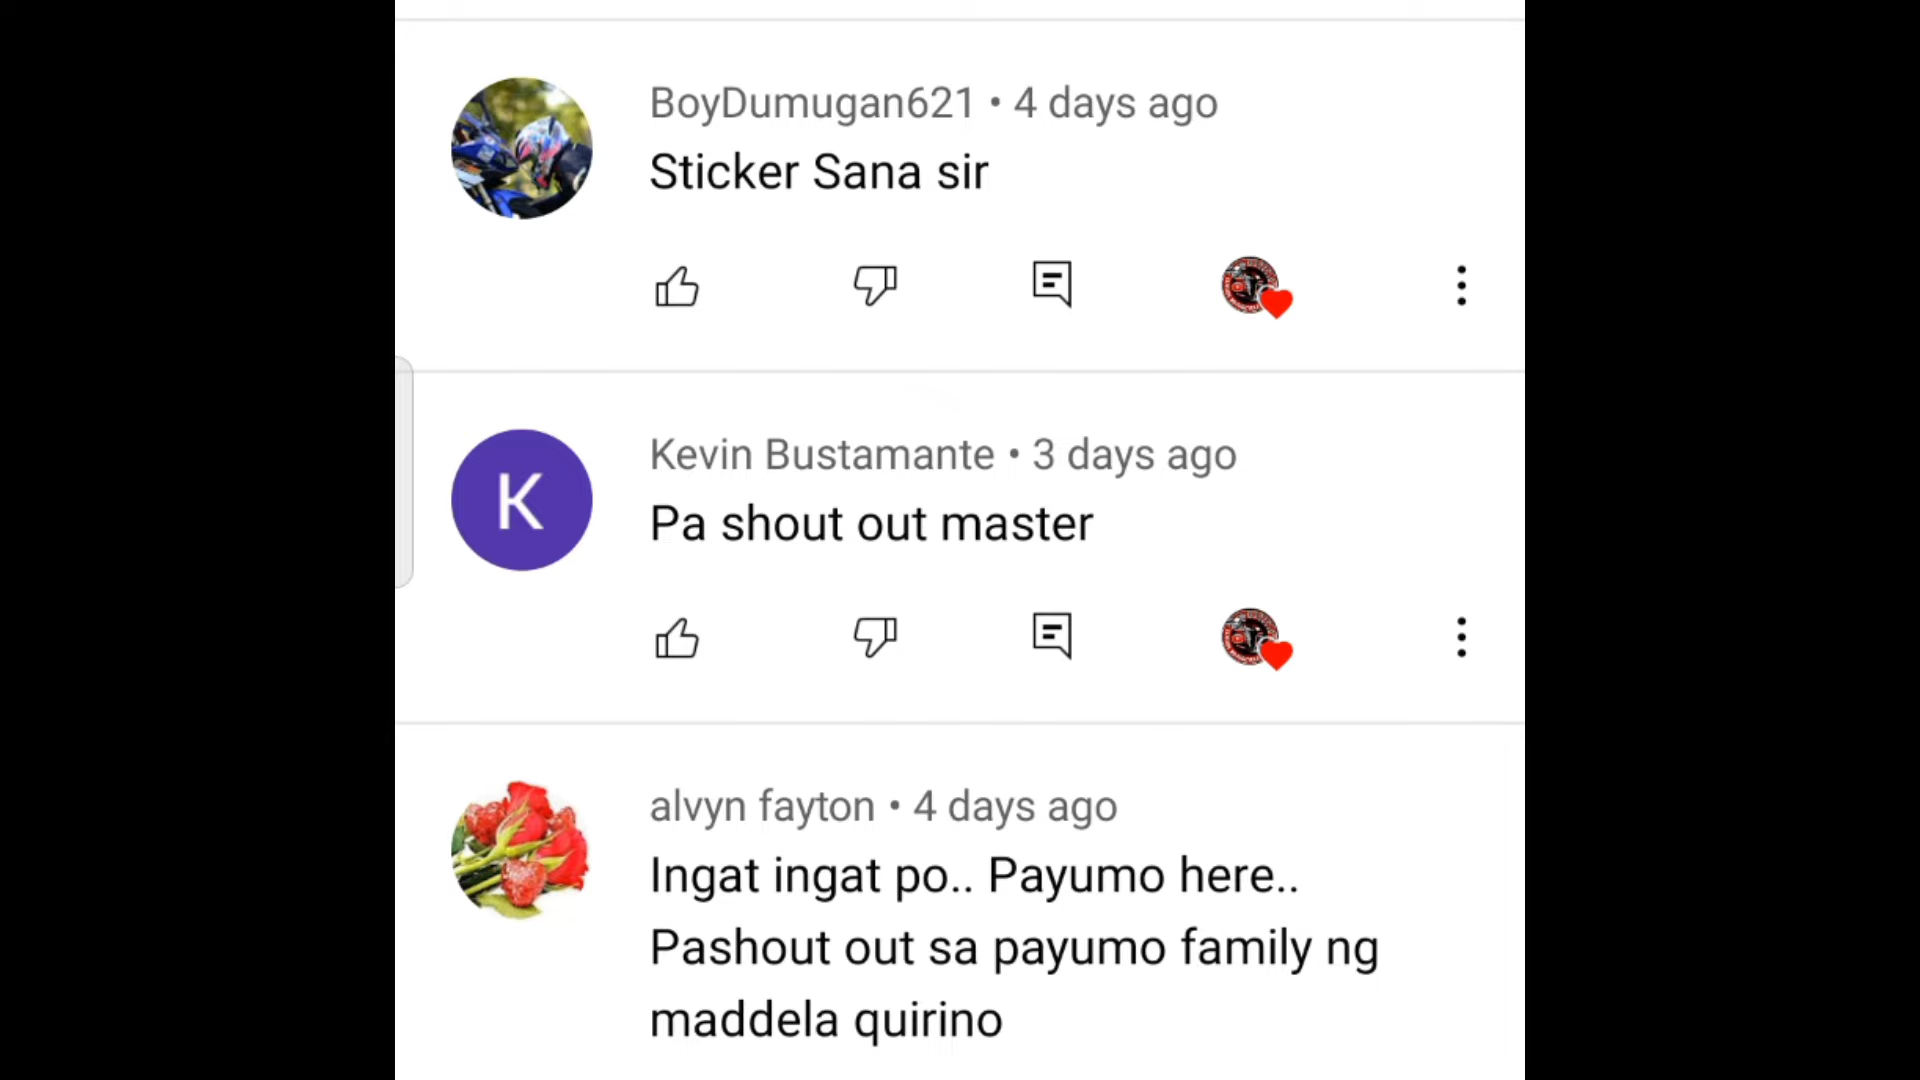 BoyDumugan621 • 4 days ago
Sticker Sana sir
K
Kevin Bustamante • 3 days ago
Pa shout out master
alvyn fayton • 4 days ago
Ingat ingat po.. Payumo here..
Pashout out sa payumo family ng
maddela quirino